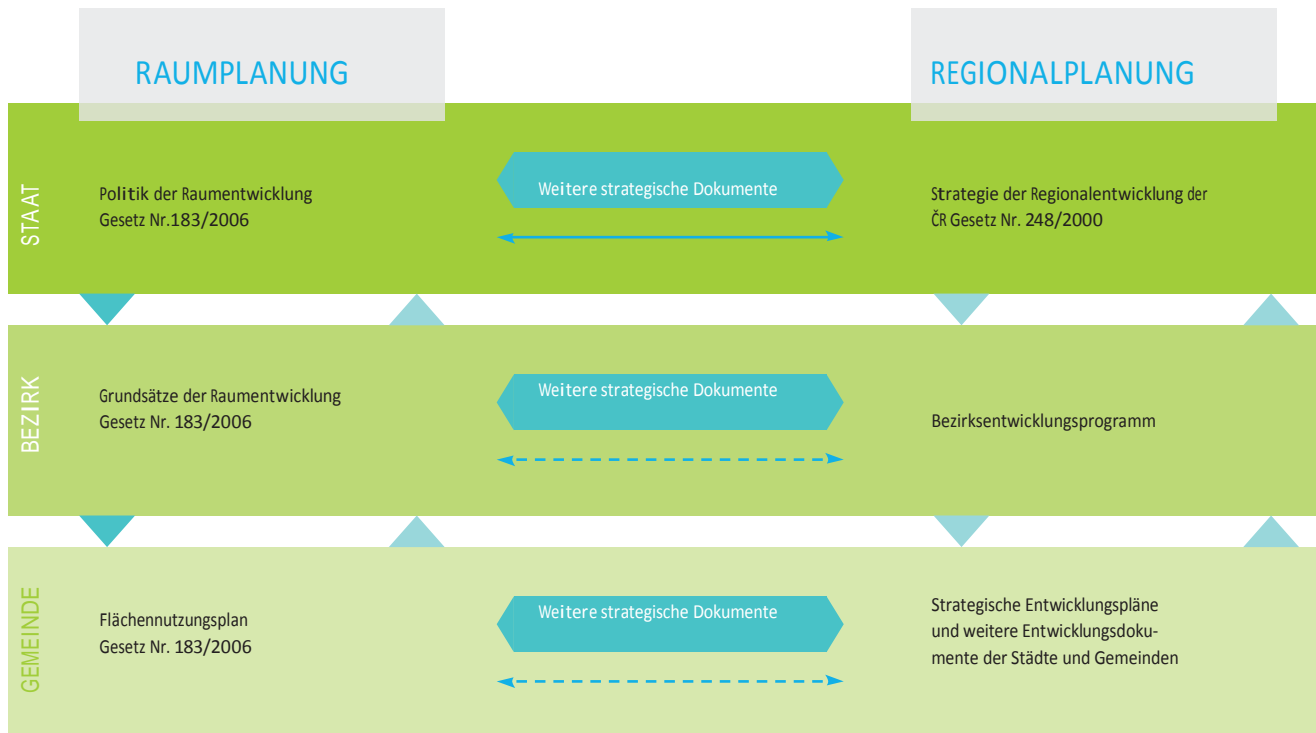 RAUMPLANUNG
REGIONALPLANUNG
STAAT
Politik der Raumentwicklung
Gesetz Nr.183/2006
Weitere strategische Dokumente
Strategie der Regionalentwicklung der
ČR Gesetz Nr. 248/2000
BEZIRK
Grundsätze der Raumentwicklung
Gesetz Nr. 183/2006
Weitere strategische Dokumente
Bezirksentwicklungsprogramm
GEMEINDE
Flächennutzungsplan
Gesetz Nr. 183/2006
Weitere strategische Dokumente
Strategische Entwicklungspläne
und weitere Entwicklungsdoku-
mente der Städte und Gemeinden